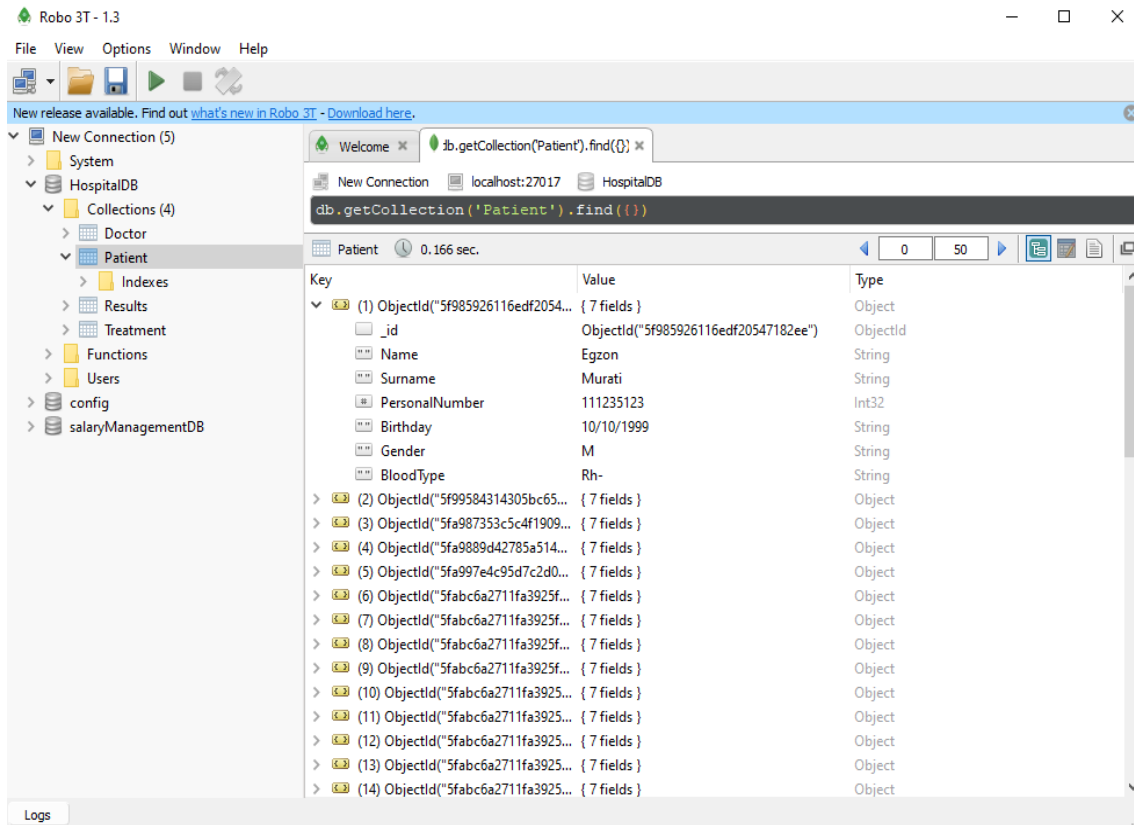 Robo 3T - 1.3
File View Options Window Help
New release available. Find out what's new in Robo 3T - Download here.
New Connection (5)
System
HospitalDB
Collections (4)
Doctor
Patient
Indexes
Results
Treatment
Functions
Users
config
salaryManagementDB
Welcome
db.getCollection('Patient').find({})
New Connection localhost:27017 HospitalDB
db.getCollection('Patient').find({})
Patient 0.166 sec. 0 50
Key Value Type
(1) ObjectId("5f985926116edf2054... { 7 fields } Object
_id ObjectId("5f985926116edf20547182ee") ObjectId
"" Name Egzon String
"" Surname Murati String
# PersonalNumber 111235123 Int32
"" Birthday 10/10/1999 String
"" Gender M String
"" BloodType Rh- String
(2) ObjectId("5f99584314305bc65... { 7 fields } Object
(3) ObjectId("5fa987353c5c4f1909... { 7 fields } Object
(4) ObjectId("5fa9889d42785a514... { 7 fields } Object
(5) ObjectId("5fa997e4c95d7c2d0... { 7 fields } Object
(6) ObjectId("5fabc6a2711fa3925f... { 7 fields } Object
(7) ObjectId("5fabc6a2711fa3925f... { 7 fields } Object
(8) ObjectId("5fabc6a2711fa3925f... { 7 fields } Object
(9) ObjectId("5fabc6a2711fa3925f... { 7 fields } Object
(10) ObjectId("5fabc6a2711fa3925... { 7 fields } Object
(11) ObjectId("5fabc6a2711fa3925... { 7 fields } Object
(12) ObjectId("5fabc6a2711fa3925... { 7 fields } Object
(13) ObjectId("5fabc6a2711fa3925... { 7 fields } Object
(14) ObjectId("5fabc6a2711fa3925... { 7 fields } Object
Logs